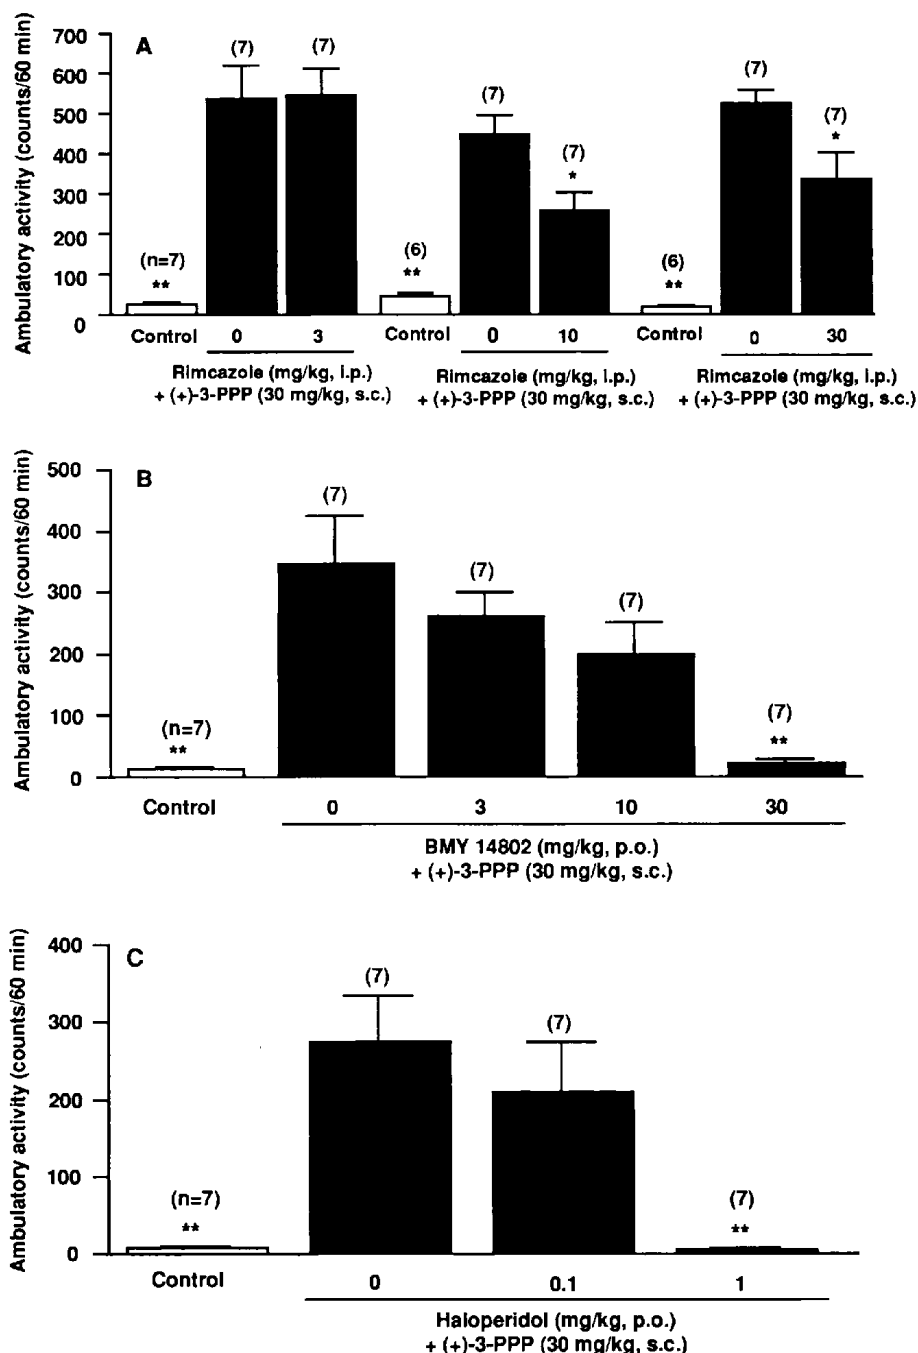 A
Ambulatory activity (counts/60 min)
700
600
500
400
300
200
100
0
(n=7)
**
(7)
(7)
(6)
**
(7)
(7)
*
(6)
**
(7)
(7)
*
Control
0
3
Control
0
10
Control
0
30
Rimcazole (mg/kg, i.p.)
+ (+)-3-PPP (30 mg/kg, s.c.)
Rimcazole (mg/kg, i.p.)
+ (+)-3-PPP (30 mg/kg, s.c.)
Rimcazole (mg/kg, i.p.)
+ (+)-3-PPP (30 mg/kg, s.c.)
B
Ambulatory activity (counts/60 min)
500
400
300
200
100
0
(n=7)
**
(7)
(7)
(7)
(7)
**
Control
0
3
10
30
BMY 14802 (mg/kg, p.o.)
+ (+)-3-PPP (30 mg/kg, s.c.)
C
Ambulatory activity (counts/60 min)
400
300
200
100
0
(n=7)
**
(7)
(7)
(7)
**
Control
0
0.1
1
Haloperidol (mg/kg, p.o.)
+ (+)-3-PPP (30 mg/kg, s.c.)